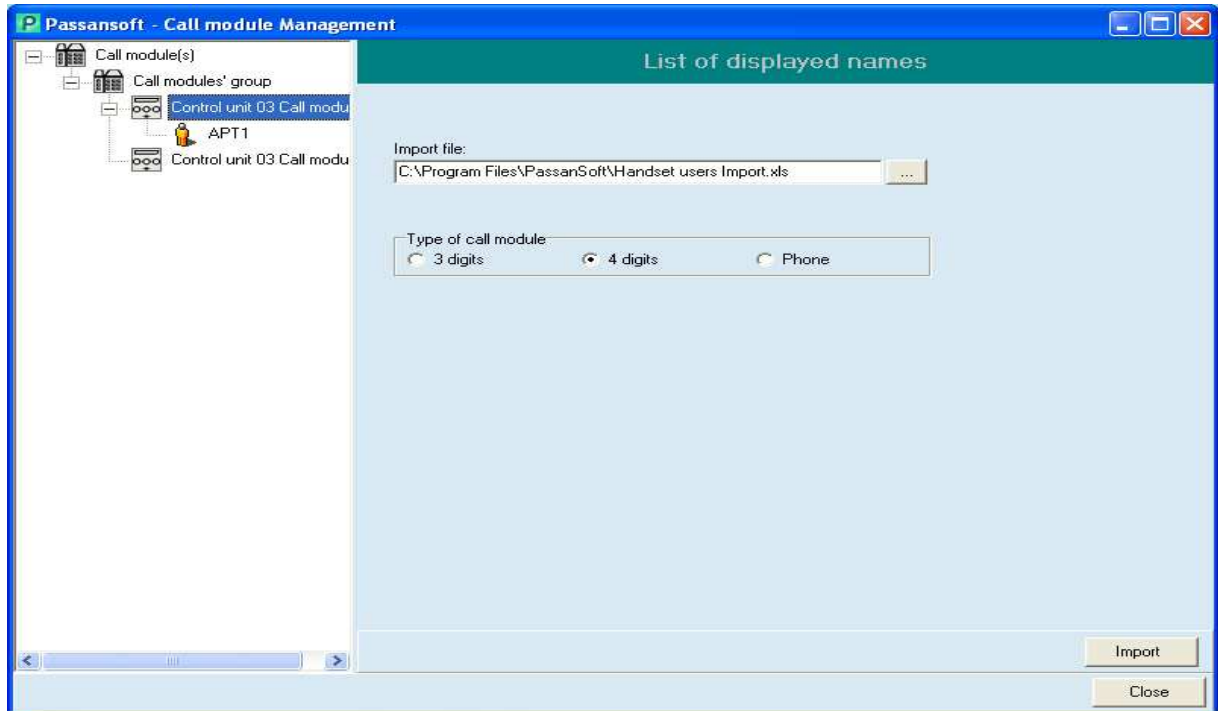 Passansoft - Call module Management
Call module(s)
Call modules' group
Control unit 03 Call modu
APT1
Control unit 03 Call modu
List of displayed names
Import file:
C:\Program Files\PassanSoft\Handset users Import.xls
...
Type of call module
3 digits 4 digits Phone
Import
Close